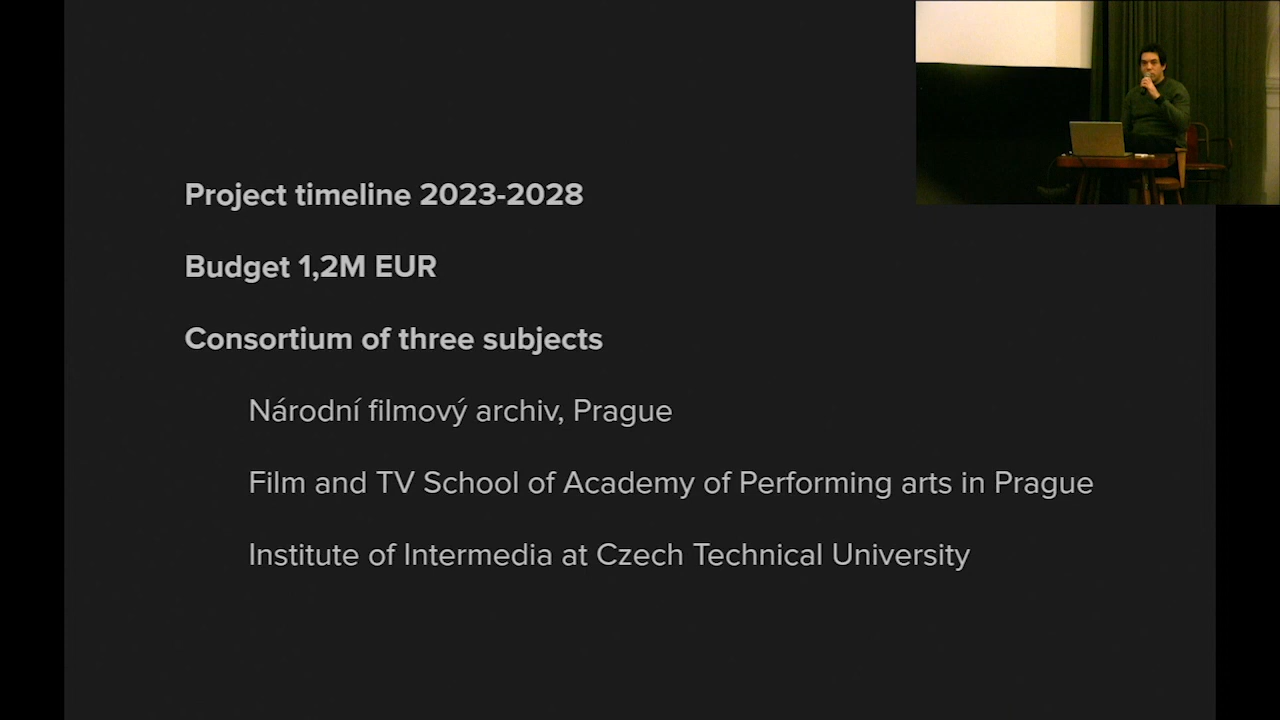 Project timeline 2023-2028
Budget 1,2M EUR
Consortium of three subjects
Národní filmový archiv, Prague
Film and TV School of Academy of Performing arts in Prague
Institute of Intermedia at Czech Technical University